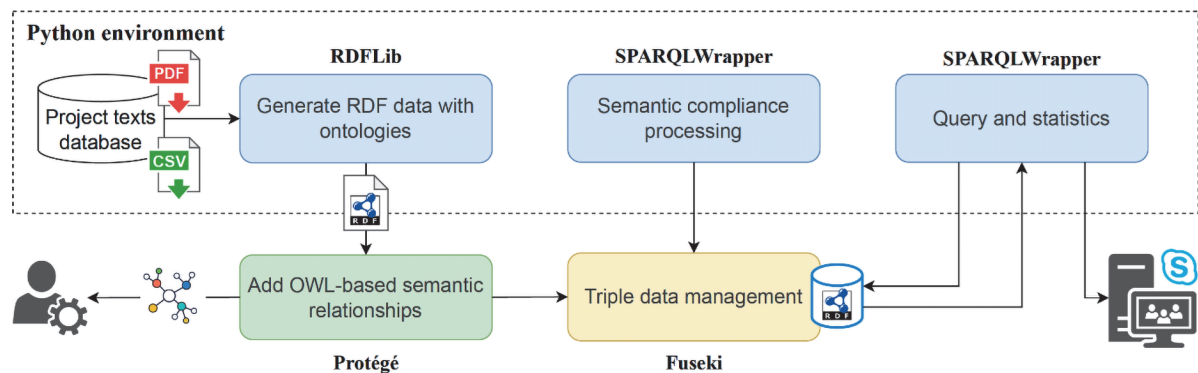 Python environment
RDFLib
SPARQLWrapper
SPARQLWrapper
PDF
Project texts
database
CSV
Generate RDF data with
ontologies
Semantic compliance
processing
Query and statistics
RDF
Add OWL-based semantic
relationships
Triple data management
RDF
S
Protégé
Fuseki